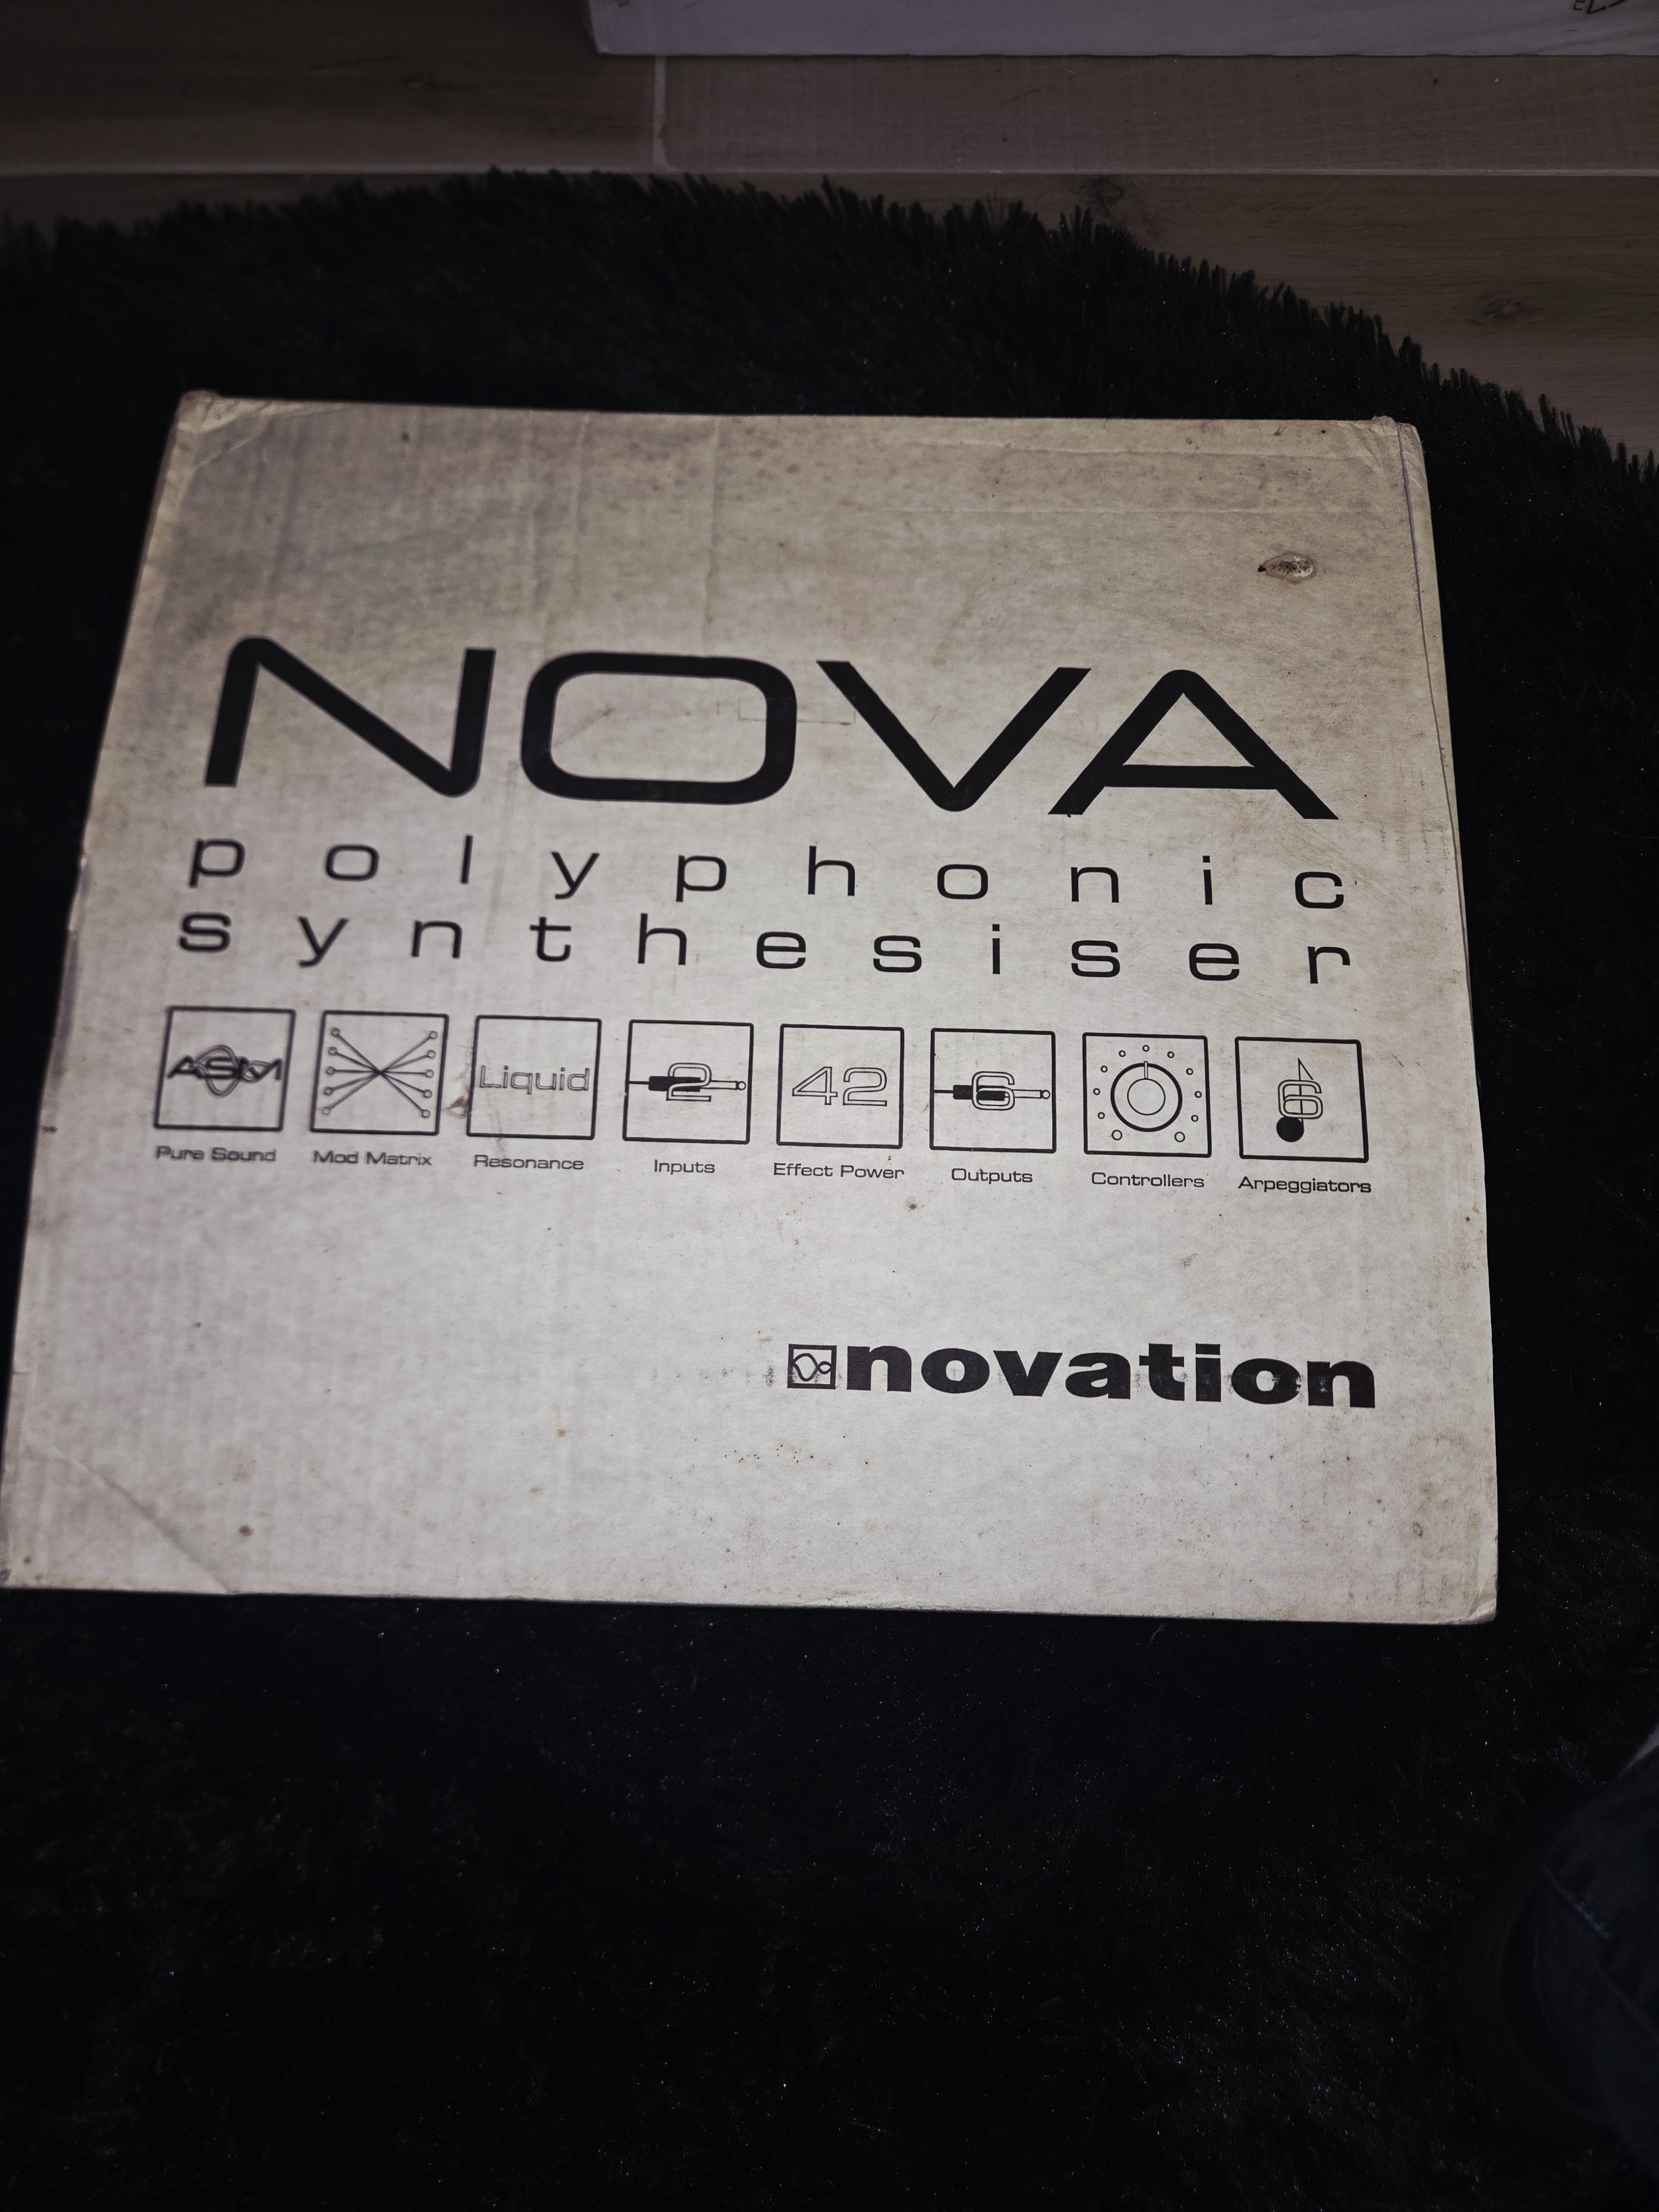 NOVA
polyphonic
synthesiser
ASM Liquid 2 42 6 6
Pure Sound Mod Matrix Resonance Inputs Effect Power Outputs Controllers Arpeggiators
novation